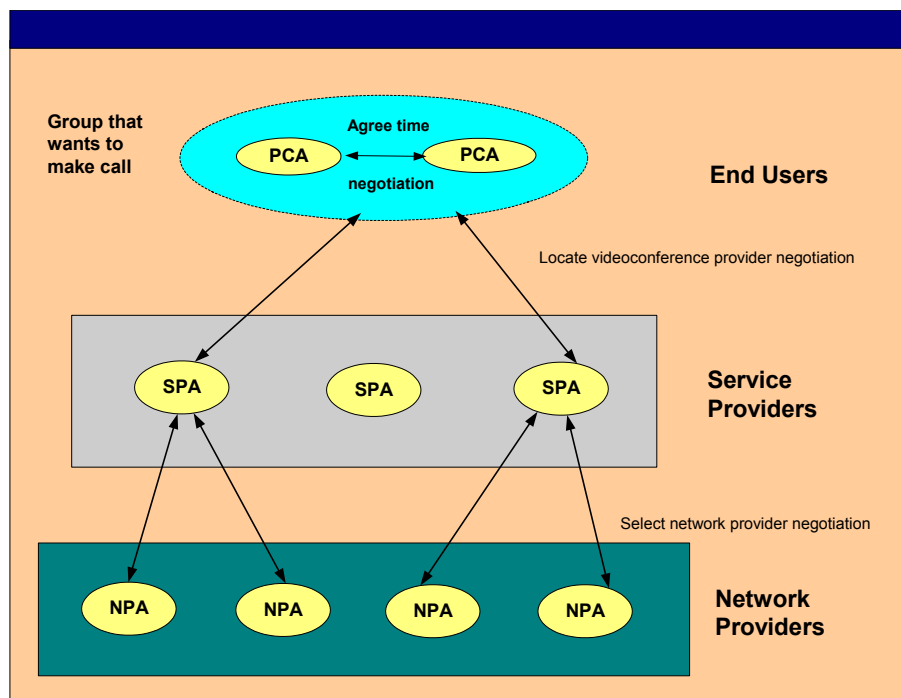 Group that
wants to
make call
Agree time
PCA
PCA
negotiation
End Users
Locate videoconference provider negotiation
SPA
SPA
SPA
Service
Providers
Select network provider negotiation
NPA
NPA
NPA
NPA
Network
Providers